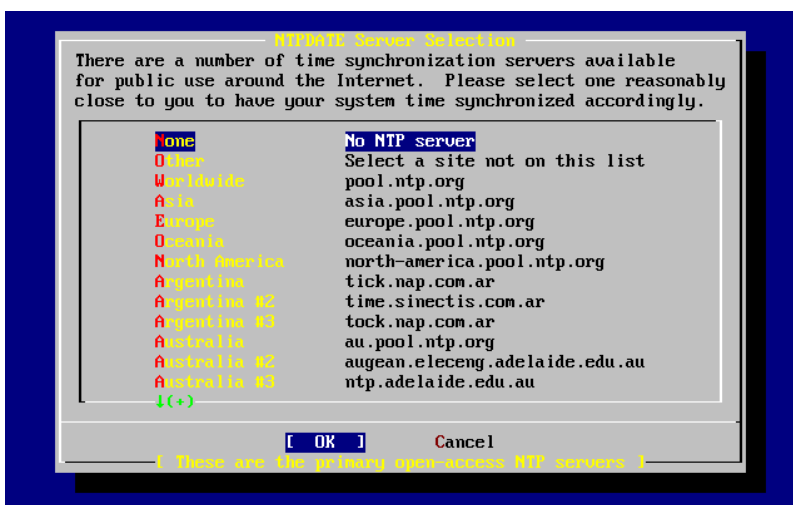 NTPDATE Server Selection
There are a number of time synchronization servers available
for public use around the Internet.  Please select one reasonably
close to you to have your system time synchronized accordingly.
None No NTP server
Other Select a site not on this list
Worldwide pool.ntp.org
Asia asia.pool.ntp.org
Europe europe.pool.ntp.org
Oceania oceania.pool.ntp.org
North America north-america.pool.ntp.org
Argentina tick.nap.com.ar
Argentina #2 time.sinectis.com.ar
Argentina #3 tock.nap.com.ar
Australia au.pool.ntp.org
Australia #2 augean.eleceng.adelaide.edu.au
Australia #3 ntp.adelaide.edu.au
↓(+)
[ OK ] Cancel
[ These are the primary open-access NTP servers ]